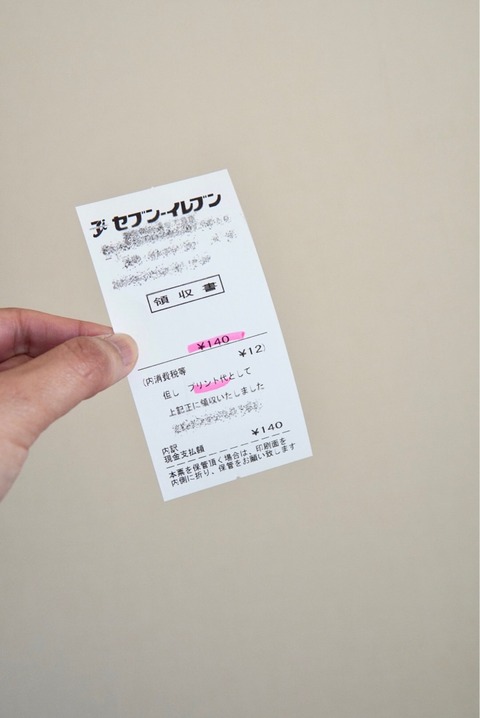 セブン-イレブン
領収書
¥140
(内消費税等 ¥12)
但し プリント代として
上記正に領収いたしました
内訳
現金支払額 ¥140
本票を保管頂く場合は、印刷面を
内側に折り、保管をお願い致します